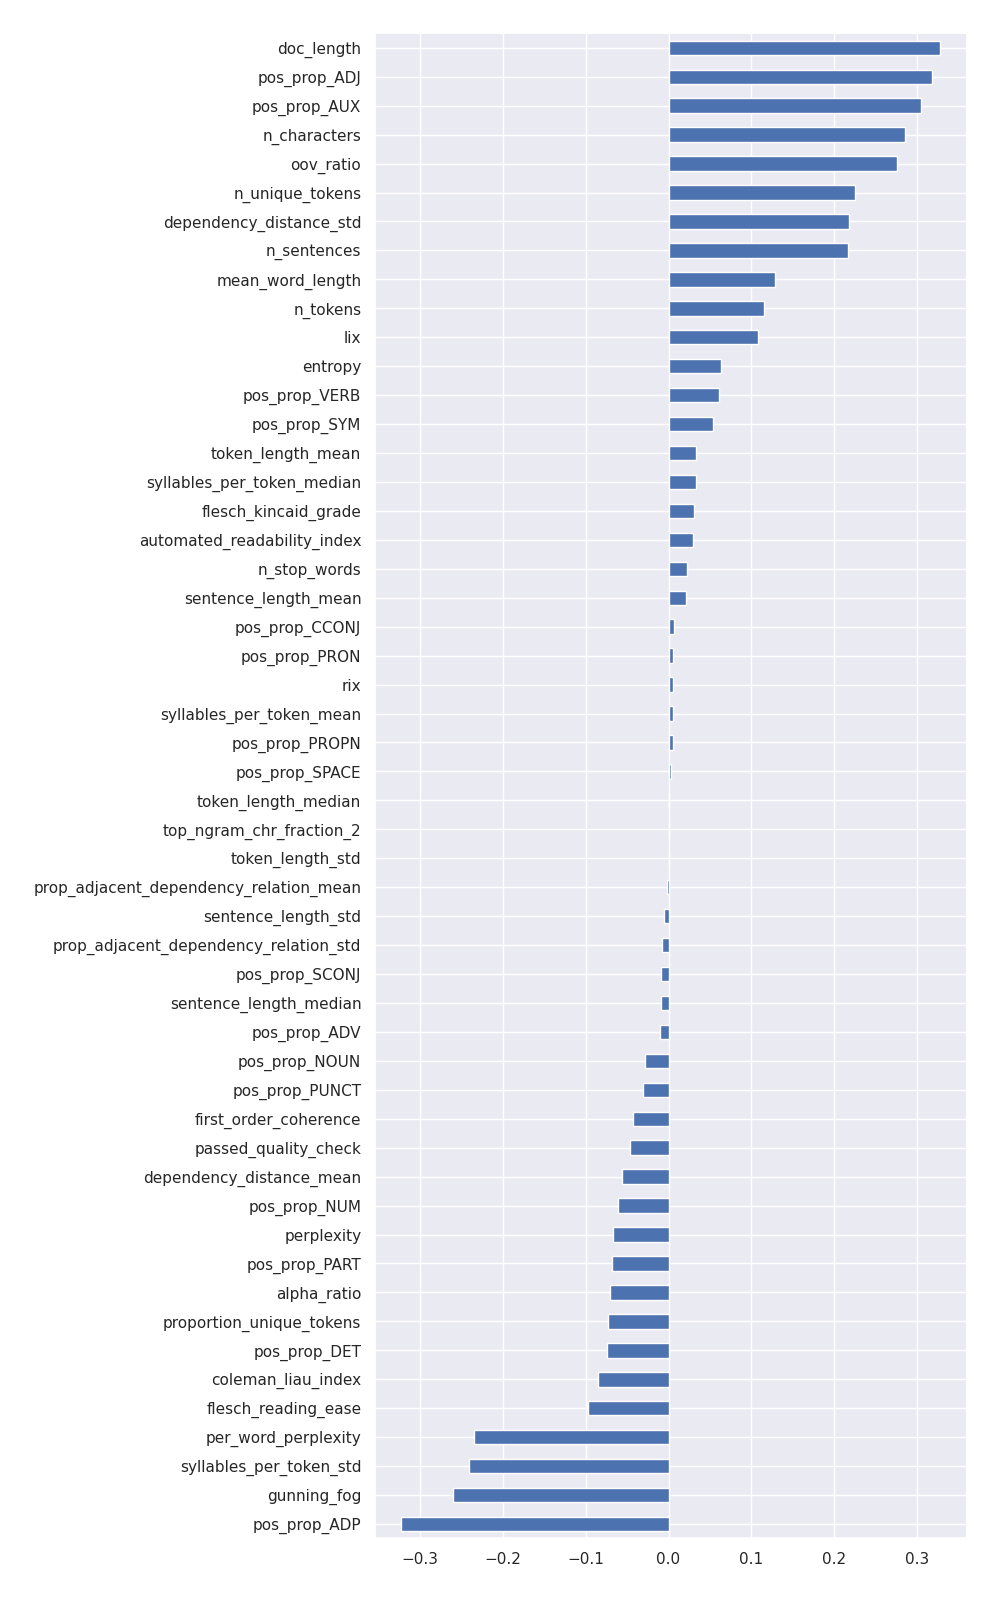 doc_length
pos_prop_ADJ
pos_prop_AUX
n_characters
oov_ratio
n_unique_tokens
dependency_distance_std
n_sentences
mean_word_length
n_tokens
lix
entropy
pos_prop_VERB
pos_prop_SYM
token_length_mean
syllables_per_token_median
flesch_kincaid_grade
automated_readability_index
n_stop_words
sentence_length_mean
pos_prop_CCONJ
pos_prop_PRON
rix
syllables_per_token_mean
pos_prop_PROPN
pos_prop_SPACE
token_length_median
top_ngram_chr_fraction_2
token_length_std
prop_adjacent_dependency_relation_mean
sentence_length_std
prop_adjacent_dependency_relation_std
pos_prop_SCONJ
sentence_length_median
pos_prop_ADV
pos_prop_NOUN
pos_prop_PUNCT
first_order_coherence
passed_quality_check
dependency_distance_mean
pos_prop_NUM
perplexity
pos_prop_PART
alpha_ratio
proportion_unique_tokens
pos_prop_DET
coleman_liau_index
flesch_reading_ease
per_word_perplexity
syllables_per_token_std
gunning_fog
pos_prop_ADP
−0.3 −0.2 −0.1 0.0 0.1 0.2 0.3